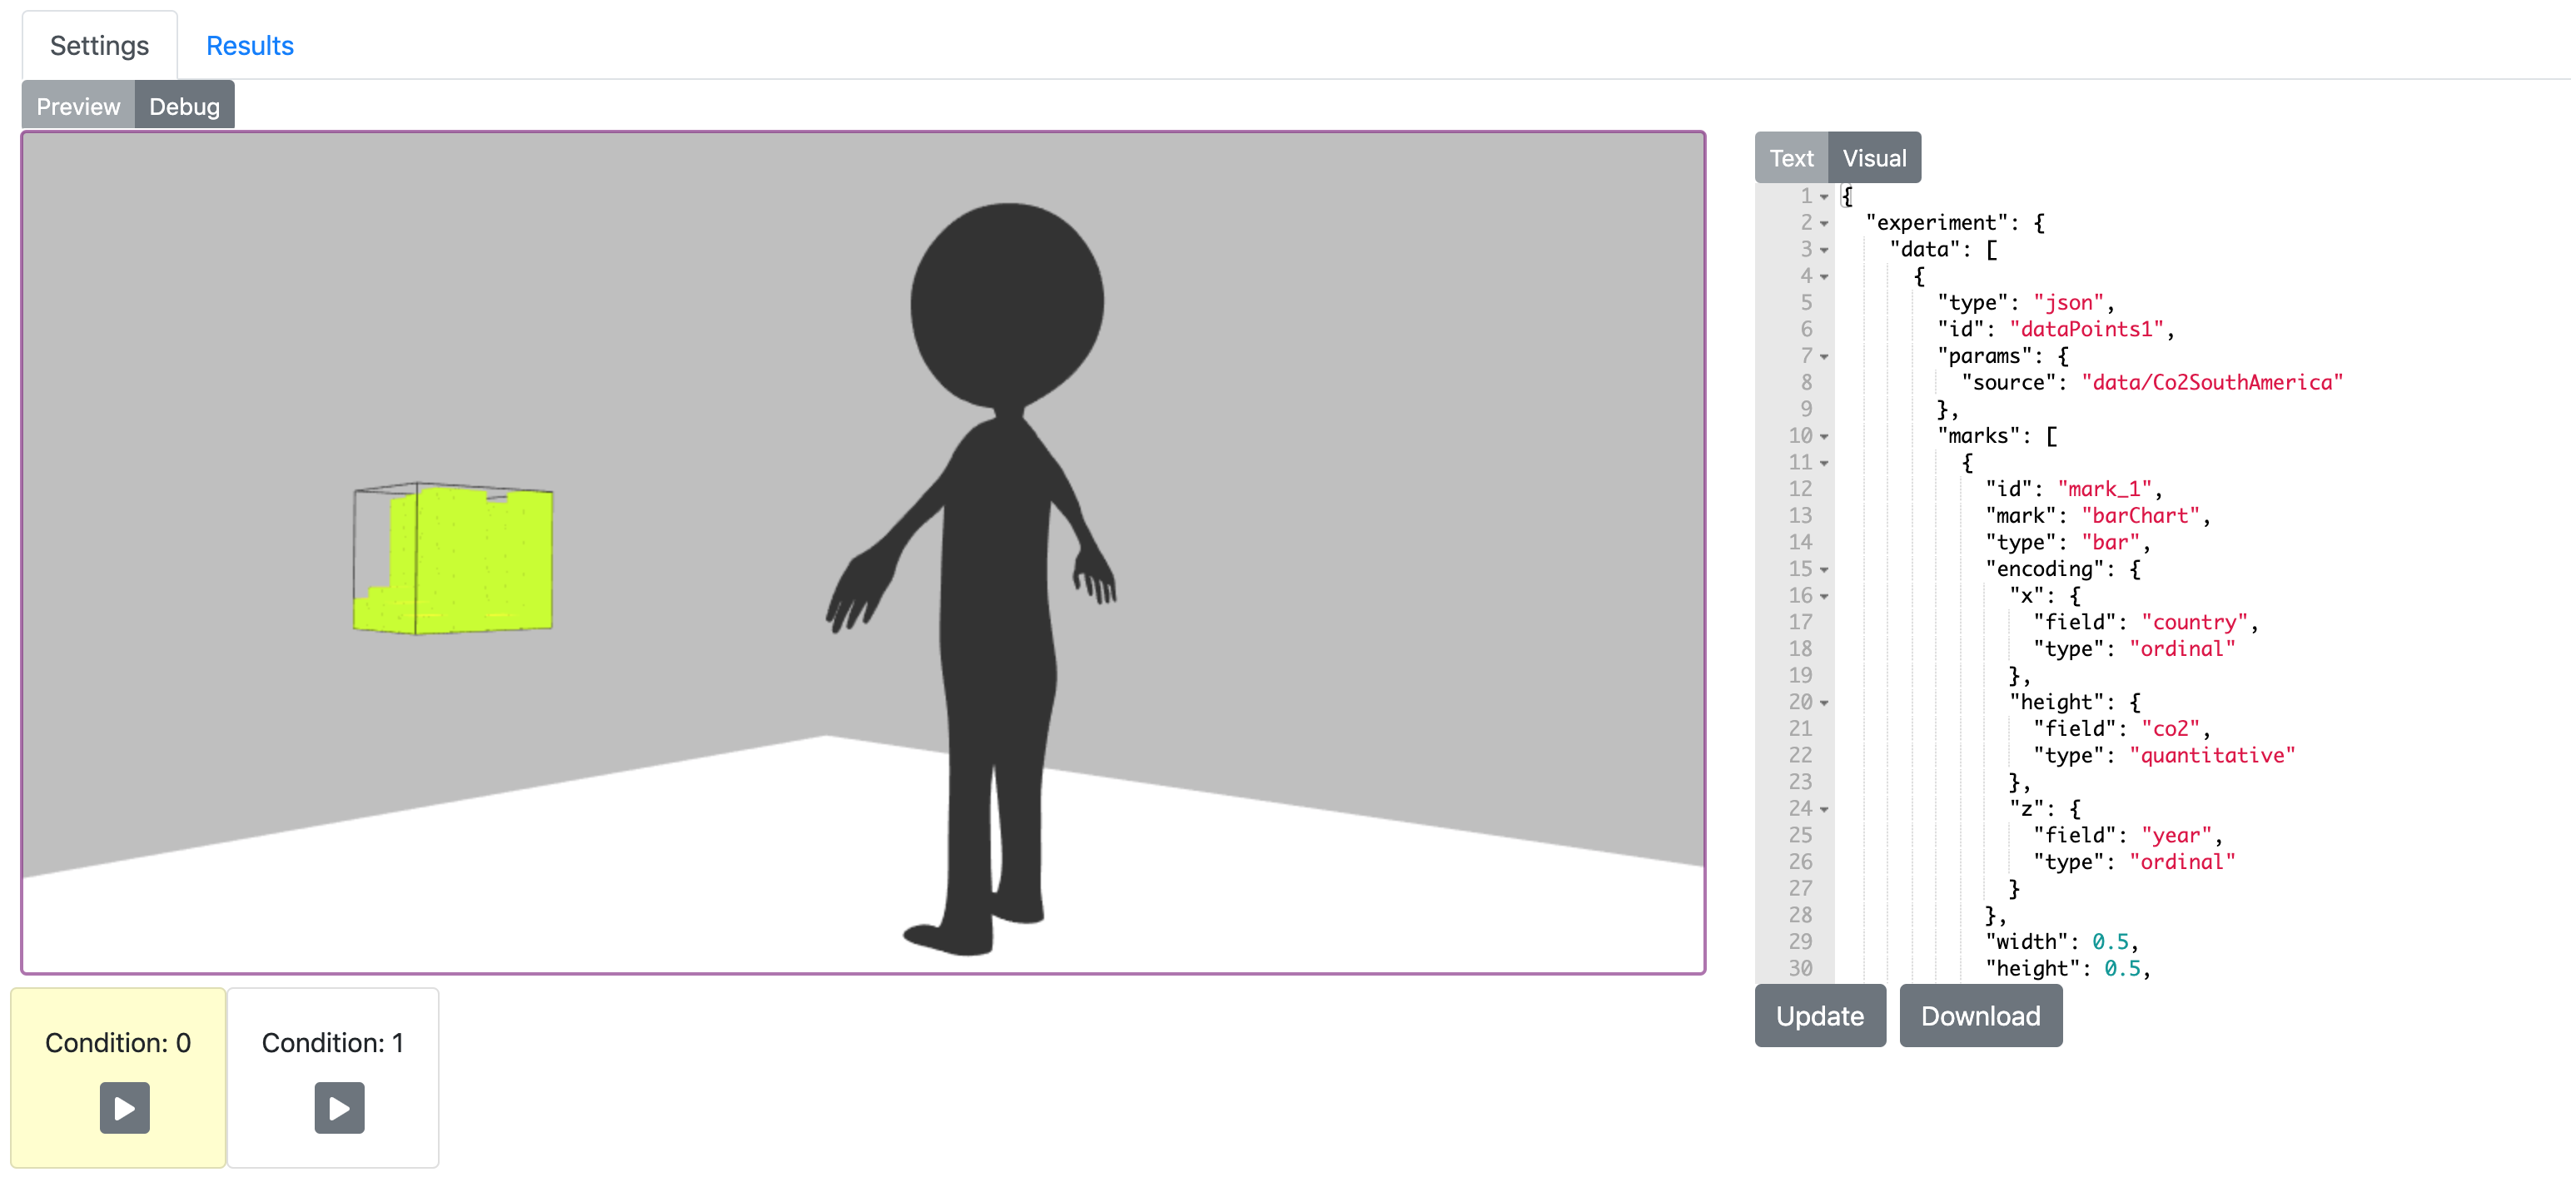 Settings Results
Preview Debug
Text Visual
1 {
2 "experiment": {
3 "data": [
4 {
5 "type": "json",
6 "id": "dataPoints1",
7 "params": {
8 "source": "data/Co2SouthAmerica"
9 },
10 "marks": [
11 {
12 "id": "mark_1",
13 "mark": "barChart",
14 "type": "bar",
15 "encoding": {
16 "x": {
17 "field": "country",
18 "type": "ordinal"
19 },
20 "height": {
21 "field": "co2",
22 "type": "quantitative"
23 },
24 "z": {
25 "field": "year",
26 "type": "ordinal"
27 }
28 },
29 "width": 0.5,
30 "height": 0.5,
Update Download
Condition: 0 Condition: 1